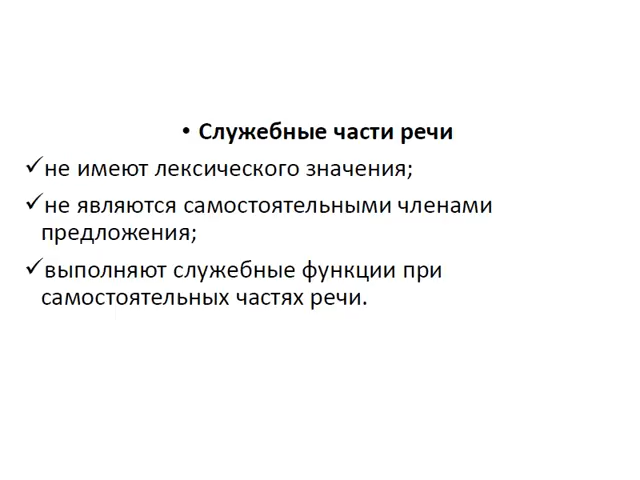 • Служебные части речи
✓не имеют лексического значения;
✓не являются самостоятельными членами
предложения;
✓выполняют служебные функции при
самостоятельных частях речи.